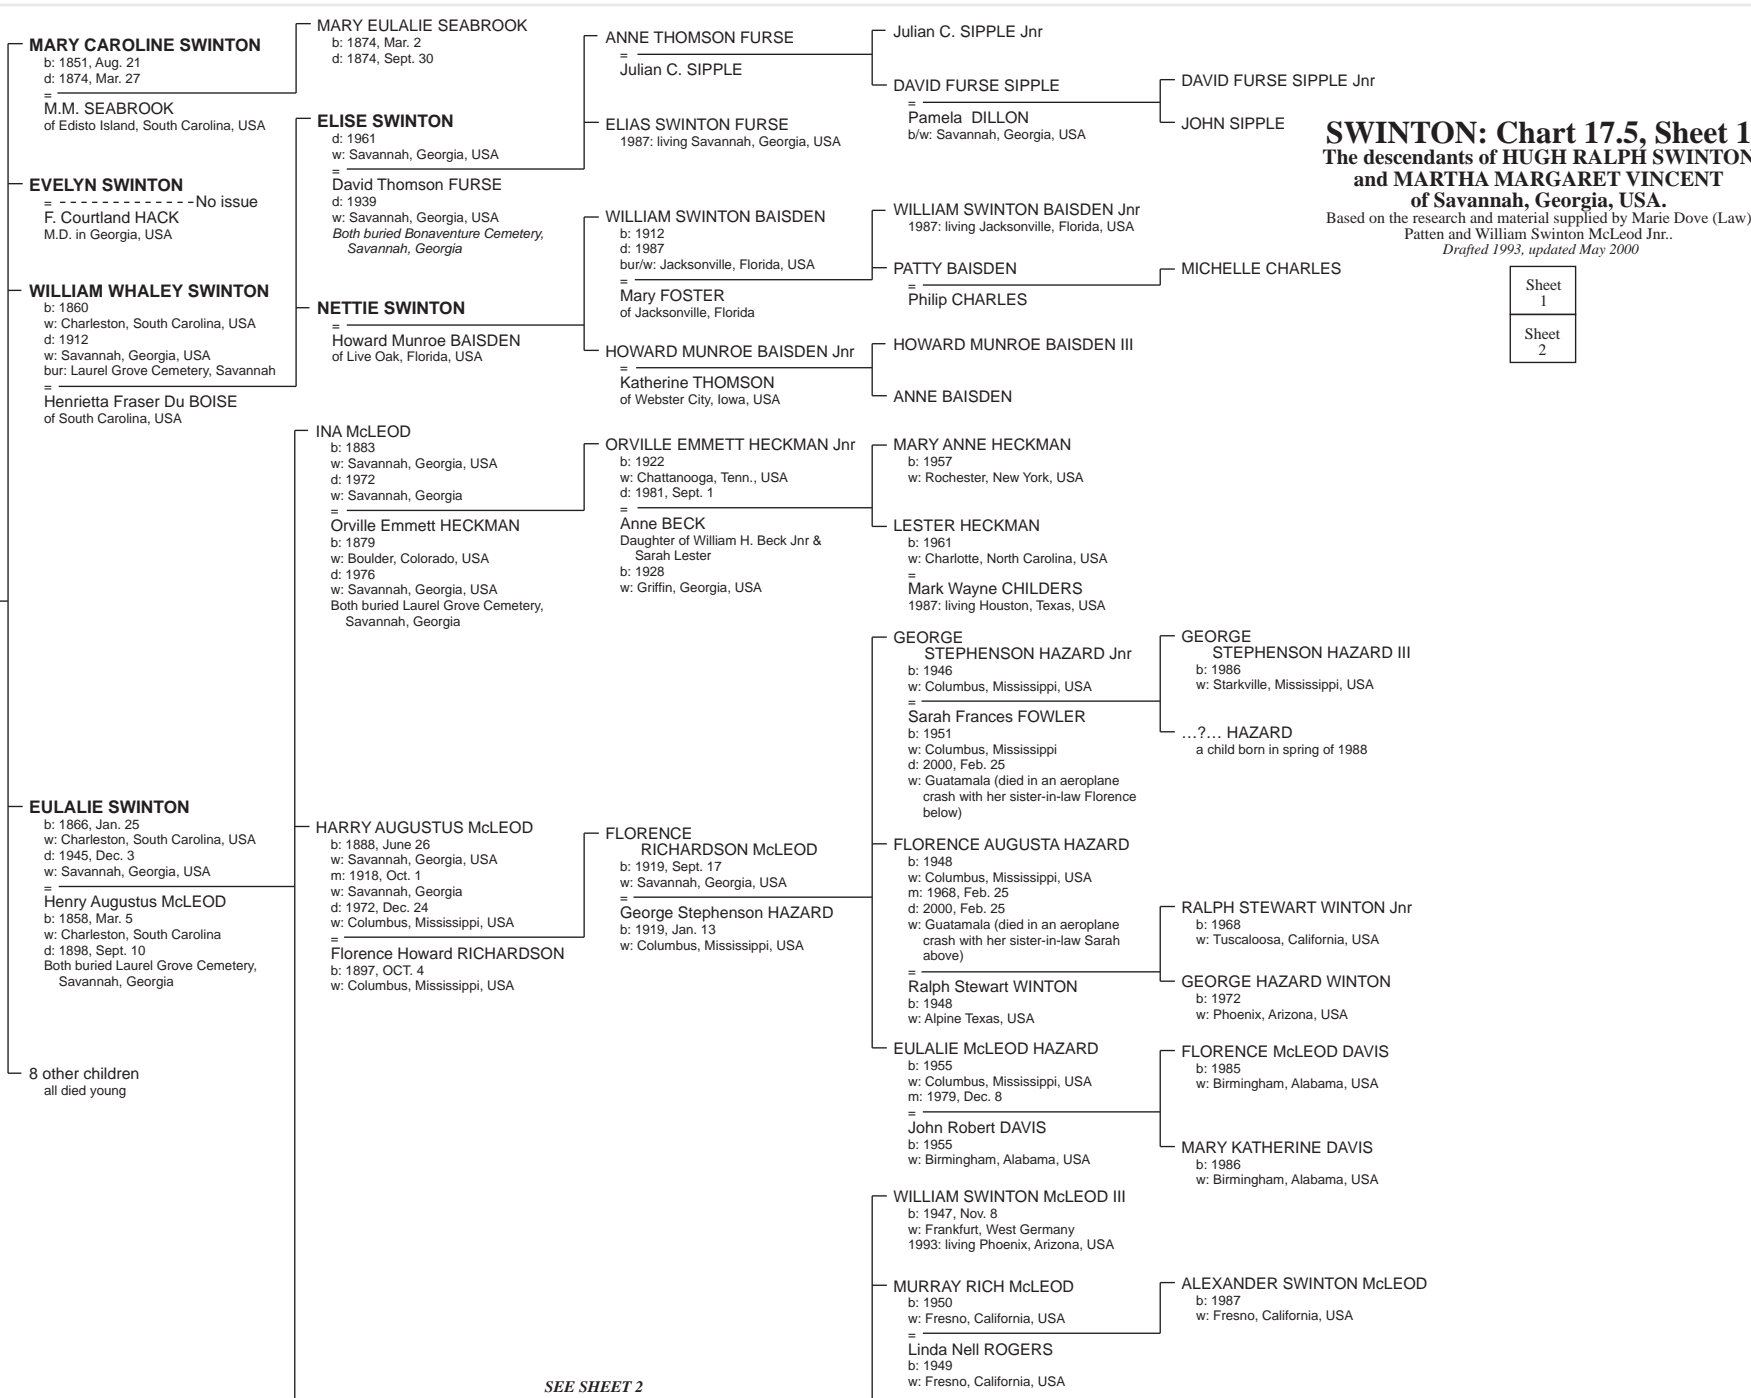 MARY CAROLINE SWINTON
b: 1851, Aug. 21
d: 1874, Mar. 27
=
M.M. SEABROOK
of Edisto Island, South Carolina, USA
EVELYN SWINTON
= - - - - - - - - - - - - - - No issue
F. Courtland HACK
M.D. in Georgia, USA
WILLIAM WHALEY SWINTON
b: 1860
w: Charleston, South Carolina, USA
d: 1912
w: Savannah, Georgia, USA
bur: Laurel Grove Cemetery, Savannah
=
Henrietta Fraser Du BOISE
of South Carolina, USA
EULALIE SWINTON
b: 1866, Jan. 25
w: Charleston, South Carolina, USA
d: 1945, Dec. 3
w: Savannah, Georgia, USA
=
Henry Augustus McLEOD
b: 1858, Mar. 5
w: Charleston, South Carolina
d: 1898, Sept. 10
Both buried Laurel Grove Cemetery,
Savannah, Georgia
8 other children
all died young
MARY EULALIE SEABROOK
b: 1874, Mar. 2
d: 1874, Sept. 30
ELISE SWINTON
d: 1961
w: Savannah, Georgia, USA
=
David Thomson FURSE
d: 1939
w: Savannah, Georgia, USA
Both buried Bonaventure Cemetery,
Savannah, Georgia
NETTIE SWINTON
=
Howard Munroe BAISDEN
of Live Oak, Florida, USA
INA McLEOD
b: 1883
w: Savannah, Georgia, USA
d: 1972
w: Savannah, Georgia
=
Orville Emmett HECKMAN
b: 1879
w: Boulder, Colorado, USA
d: 1976
w: Savannah, Georgia, USA
Both buried Laurel Grove Cemetery,
Savannah, Georgia
HARRY AUGUSTUS McLEOD
b: 1888, June 26
w: Savannah, Georgia, USA
m: 1918, Oct. 1
w: Savannah, Georgia
d: 1972, Dec. 24
w: Columbus, Mississippi, USA
=
Florence Howard RICHARDSON
b: 1897, OCT. 4
w: Columbus, Mississippi, USA
ANNE THOMSON FURSE
=
Julian C. SIPPLE
ELIAS SWINTON FURSE
1987: living Savannah, Georgia, USA
WILLIAM SWINTON BAISDEN
b: 1912
d: 1987
bur/w: Jacksonville, Florida, USA
=
Mary FOSTER
of Jacksonville, Florida
HOWARD MUNROE BAISDEN Jnr
=
Katherine THOMSON
of Webster City, Iowa, USA
ORVILLE EMMETT HECKMAN Jnr
b: 1922
w: Chattanooga, Tenn., USA
d: 1981, Sept. 1
=
Anne BECK
Daughter of William H. Beck Jnr &
Sarah Lester
b: 1928
w: Griffin, Georgia, USA
FLORENCE
RICHARDSON McLEOD
b: 1919, Sept. 17
w: Savannah, Georgia, USA
=
George Stephenson HAZARD
b: 1919, Jan. 13
w: Columbus, Mississippi, USA
SEE SHEET 2
Julian C. SIPPLE Jnr
DAVID FURSE SIPPLE
=
Pamela DILLON
b/w: Savannah, Georgia, USA
WILLIAM SWINTON BAISDEN Jnr
1987: living Jacksonville, Florida, USA
PATTY BAISDEN
=
Philip CHARLES
HOWARD MUNROE BAISDEN III
ANNE BAISDEN
MARY ANNE HECKMAN
b: 1957
w: Rochester, New York, USA
LESTER HECKMAN
b: 1961
w: Charlotte, North Carolina, USA
=
Mark Wayne CHILDERS
1987: living Houston, Texas, USA
GEORGE
STEPHENSON HAZARD Jnr
b: 1946
w: Columbus, Mississippi, USA
=
Sarah Frances FOWLER
b: 1951
w: Columbus, Mississippi
d: 2000, Feb. 25
w: Guatamala (died in an aeroplane
crash with her sister-in-law Florence
below)
FLORENCE AUGUSTA HAZARD
b: 1948
w: Columbus, Mississippi, USA
m: 1968, Feb. 25
d: 2000, Feb. 25
w: Guatamala (died in an aeroplane
crash with her sister-in-law Sarah
above)
=
Ralph Stewart WINTON
b: 1948
w: Alpine Texas, USA
EULALIE McLEOD HAZARD
b: 1955
w: Columbus, Mississippi, USA
m: 1979, Dec. 8
=
John Robert DAVIS
b: 1955
w: Birmingham, Alabama, USA
WILLIAM SWINTON McLEOD III
b: 1947, Nov. 8
w: Frankfurt, West Germany
1993: living Phoenix, Arizona, USA
MURRAY RICH McLEOD
b: 1950
w: Fresno, California, USA
=
Linda Nell ROGERS
b: 1949
w: Fresno, California, USA
DAVID FURSE SIPPLE Jnr
JOHN SIPPLE
MICHELLE CHARLES
GEORGE
STEPHENSON HAZARD III
b: 1986
w: Starkville, Mississippi, USA
...?... HAZARD
a child born in spring of 1988
RALPH STEWART WINTON Jnr
b: 1968
w: Tuscaloosa, California, USA
GEORGE HAZARD WINTON
b: 1972
w: Phoenix, Arizona, USA
FLORENCE McLEOD DAVIS
b: 1985
w: Birmingham, Alabama, USA
MARY KATHERINE DAVIS
b: 1986
w: Birmingham, Alabama, USA
ALEXANDER SWINTON McLEOD
b: 1987
w: Fresno, California, USA
SWINTON: Chart 17.5, Sheet 1
The descendants of HUGH RALPH SWINTON
and MARTHA MARGARET VINCENT
of Savannah, Georgia, USA.
Based on the research and material supplied by Marie Dove (Law)
Patten and William Swinton McLeod Jnr..
Drafted 1993, updated May 2000
Sheet
1
Sheet
2